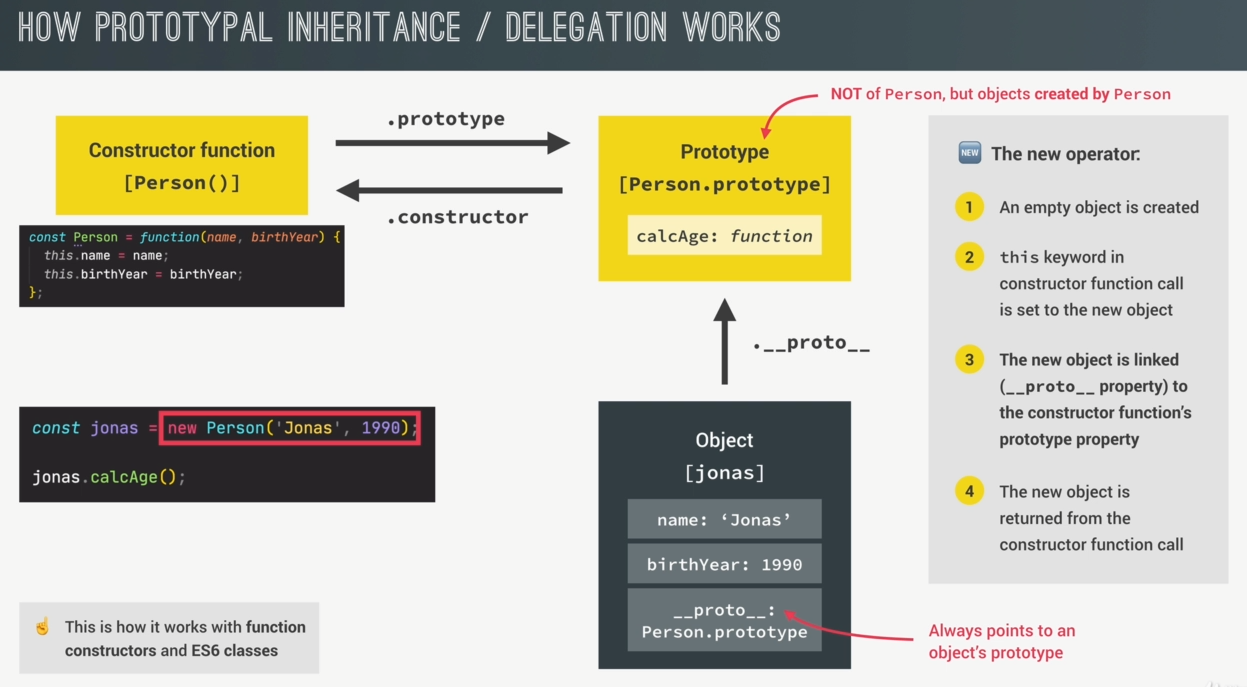 HOW PROTOTYPAL INHERITANCE / DELEGATION WORKS
NOT of Person, but objects created by Person
Constructor function
[Person()]
.prototype
.constructor
Prototype
[Person.prototype]
calcAge: function
const Person = function(name, birthYear) {
this.name = name;
this.birthYear = birthYear;
};
.__proto__
const jonas = new Person('Jonas', 1990);
jonas.calcAge();
Object
[jonas]
name: ‘Jonas’
birthYear: 1990
__proto__:
Person.prototype
Always points to an
object’s prototype
NEW The new operator:
1 An empty object is created
2 this keyword in
constructor function call
is set to the new object
3 The new object is linked
(__proto__ property) to
the constructor function’s
prototype property
4 The new object is
returned from the
constructor function call
☝ This is how it works with function
constructors and ES6 classes